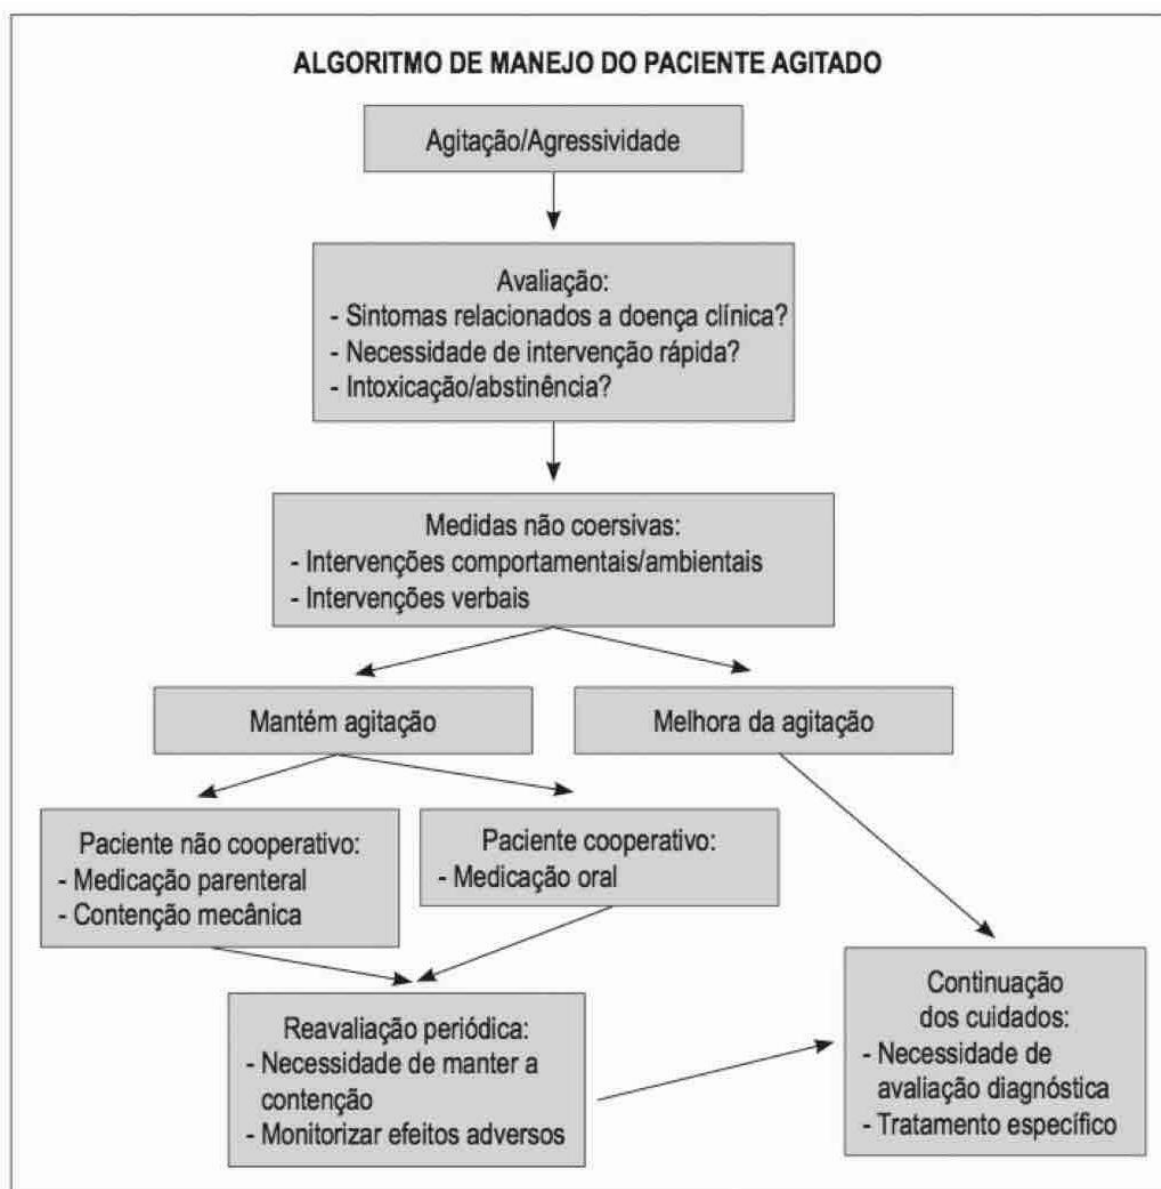 ALGORITMO DE MANEJO DO PACIENTE AGITADO
Agitação/Agressividade
Avaliação:
- Sintomas relacionados a doença clínica?
- Necessidade de intervenção rápida?
- Intoxicação/abstinência?
Medidas não coersivas:
- Intervenções comportamentais/ambientais
- Intervenções verbais
Mantém agitação
Melhora da agitação
Paciente não cooperativo:
- Medicação parenteral
- Contenção mecânica
Paciente cooperativo:
- Medicação oral
Reavaliação periódica:
- Necessidade de manter a
contenção
- Monitorizar efeitos adversos
Continuação
dos cuidados:
- Necessidade de
avaliação diagnóstica
- Tratamento específico